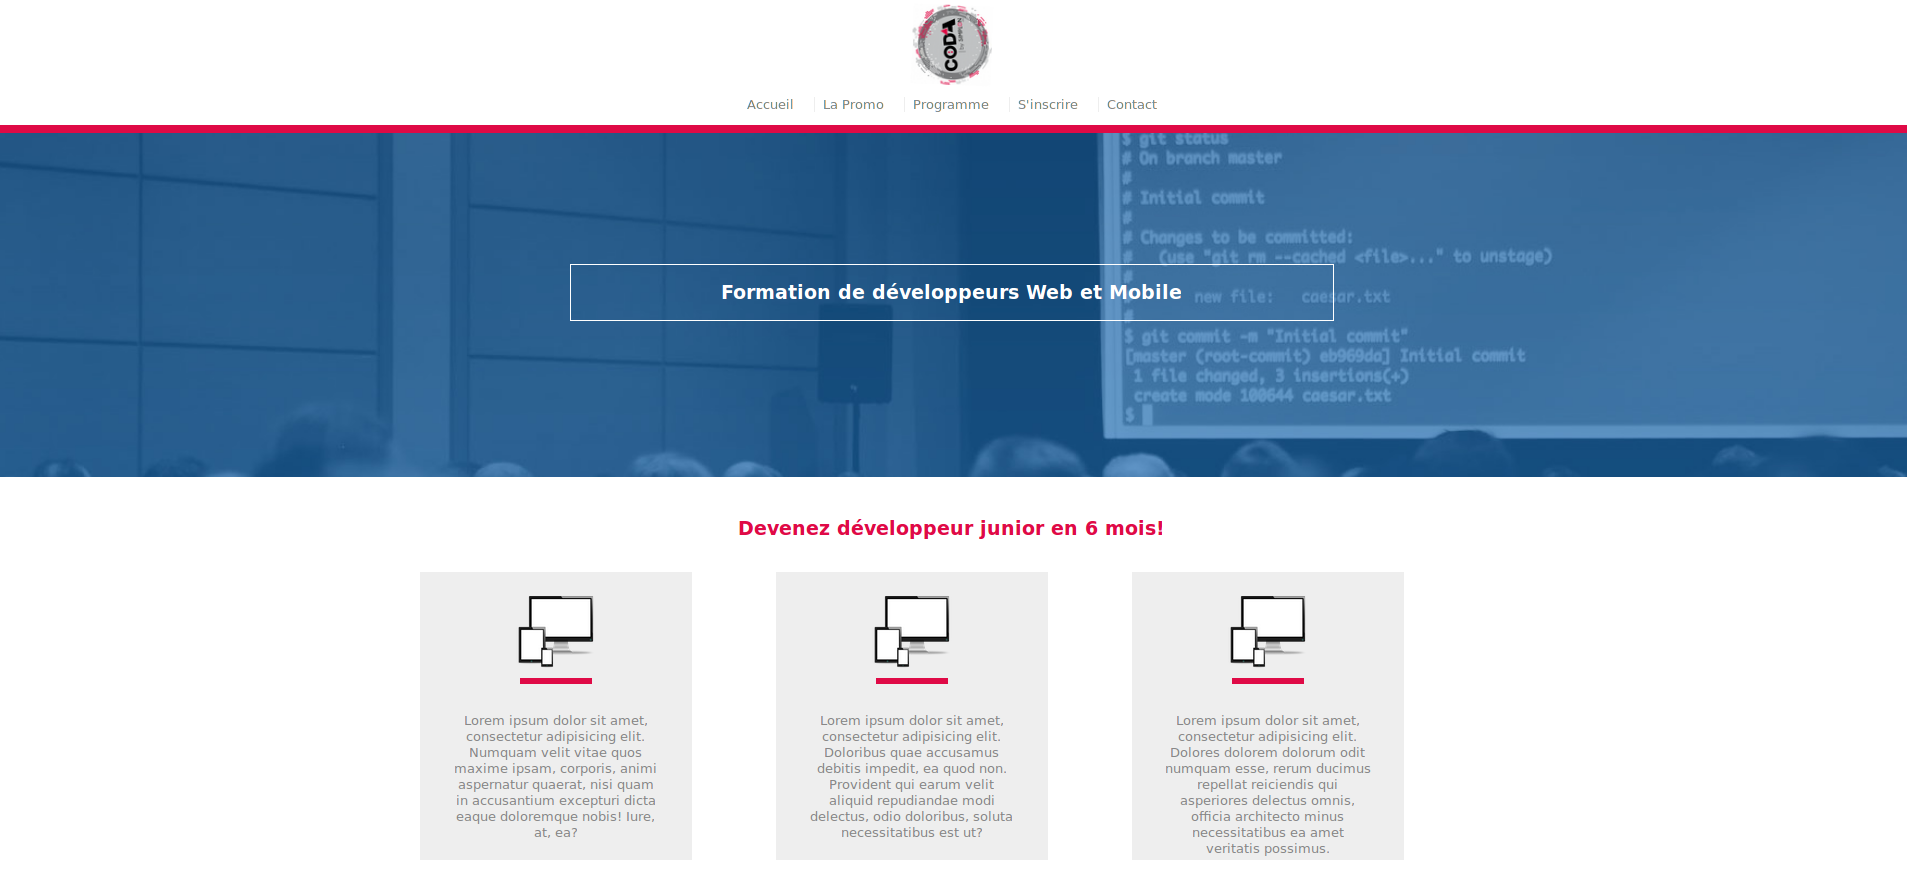 CODA
Accueil
La Promo
Programme
S'inscrire
Contact
$ git status
# On branch master
#
# Initial commit
#
# Changes to be committed:
#   (use "git rm --cached <file>..." to unstage)
#
new file:   caesar.txt
#
$ git commit -m "Initial commit"
[master (root-commit) eb969da] Initial commit
1 file changed, 3 insertions(+)
create mode 100644 caesar.txt
$
Formation de développeurs Web et Mobile
Devenez développeur junior en 6 mois!
Lorem ipsum dolor sit amet,
consectetur adipisicing elit.
Numquam velit vitae quos
maxime ipsam, corporis, animi
aspernatur quaerat, nisi quam
in accusantium excepturi dicta
eaque doloremque nobis! Iure,
at, ea?
Lorem ipsum dolor sit amet,
consectetur adipisicing elit.
Doloribus quae accusamus
debitis impedit, ea quod non.
Provident qui earum velit
aliquid repudiandae modi
delectus, odio doloribus, soluta
necessitatibus est ut?
Lorem ipsum dolor sit amet,
consectetur adipisicing elit.
Dolores dolorem dolorum odit
numquam esse, rerum ducimus
repellat reiciendis qui
asperiores delectus omnis,
officia architecto minus
necessitatibus ea amet
veritatis possimus.